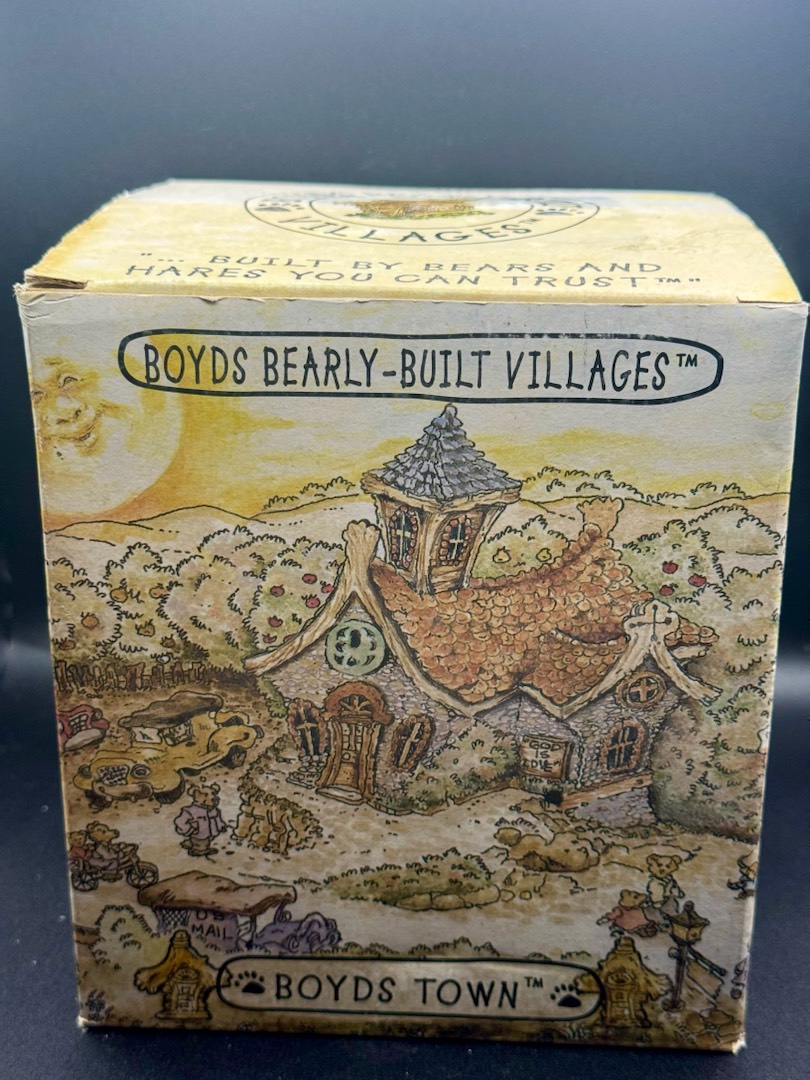 VILLAGES™
"... BUILT BY BEARS AND
HARES YOU CAN TRUST™"
BOYDS BEARLY-BUILT VILLAGES™
GOD
IS
LOVE
US
MAIL
BOYDS TOWN™